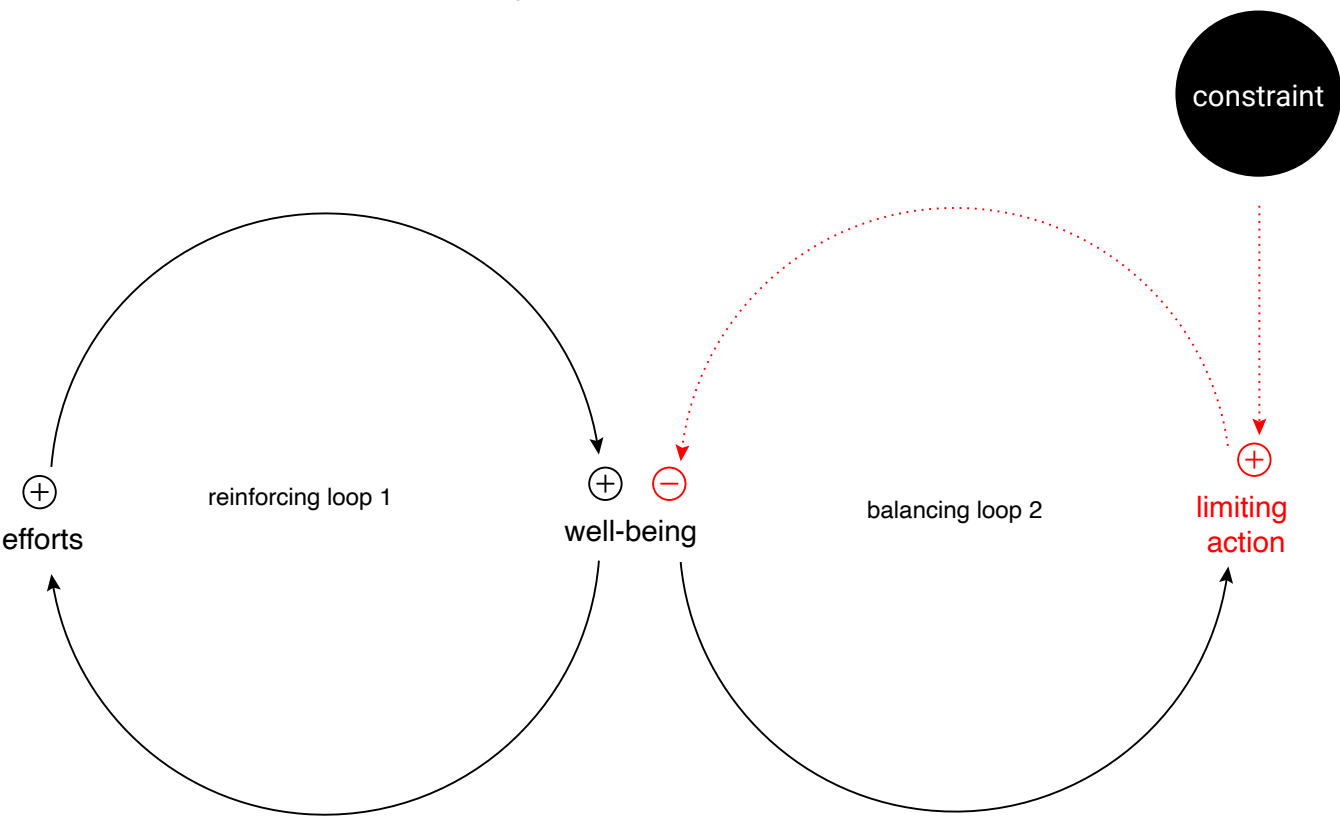 constraint
+
+
−
+
efforts
reinforcing loop 1
well-being
balancing loop 2
limiting
action